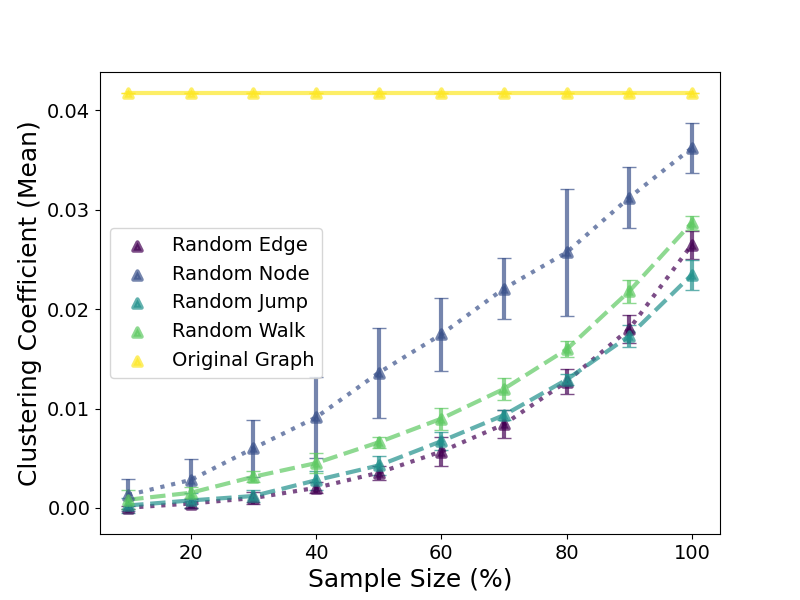 Clustering Coefficient (Mean)
0.04
0.03
0.02
0.01
0.00
Random Edge
Random Node
Random Jump
Random Walk
Original Graph
20 40 60 80 100
Sample Size (%)